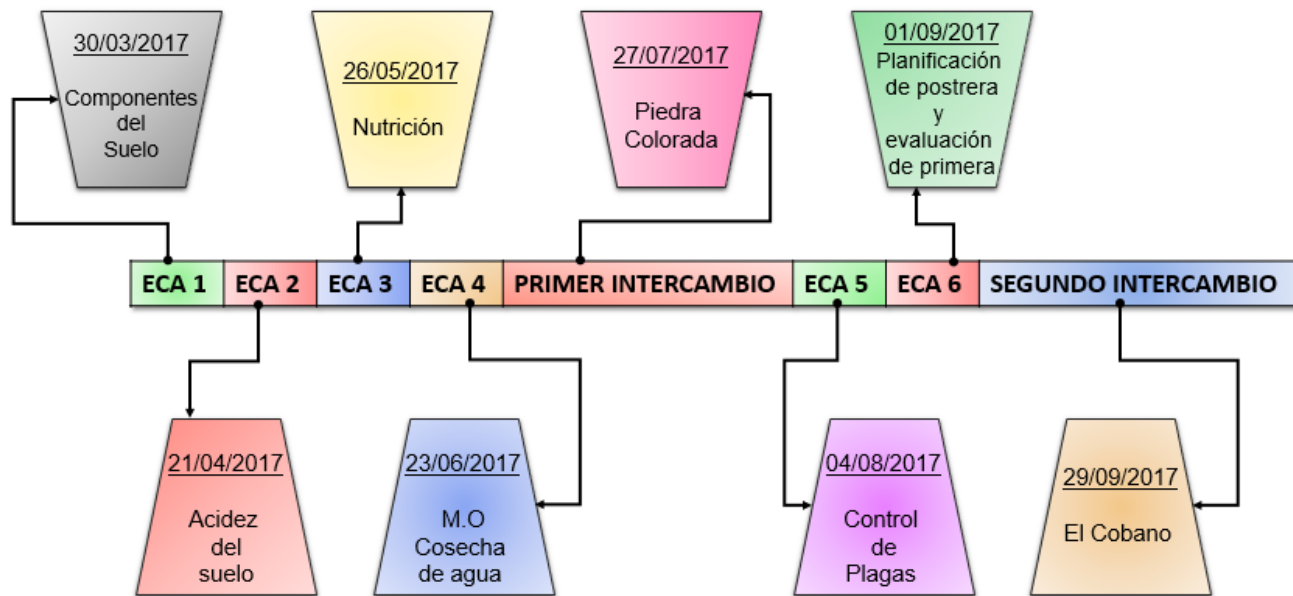 30/03/2017
Componentes
del
Suelo
26/05/2017
Nutrición
27/07/2017
Piedra
Colorada
01/09/2017
Planificación
de postrera
y
evaluación
de primera
ECA 1
ECA 2
ECA 3
ECA 4
PRIMER INTERCAMBIO
ECA 5
ECA 6
SEGUNDO INTERCAMBIO
21/04/2017
Acidez
del
suelo
23/06/2017
M.O
Cosecha
de agua
04/08/2017
Control
de
Plagas
29/09/2017
El Cobano